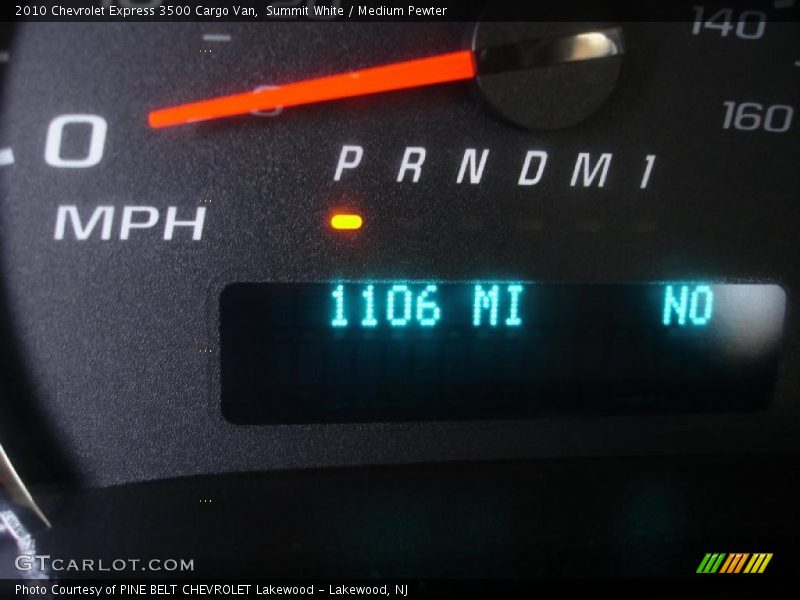 2010 Chevrolet Express 3500 Cargo Van, Summit White / Medium Pewter
140
0
0
160
P R N D M 1
MPH
1106 MI NO
GTCARLOT.COM
Photo Courtesy of PINE BELT CHEVROLET Lakewood - Lakewood, NJ